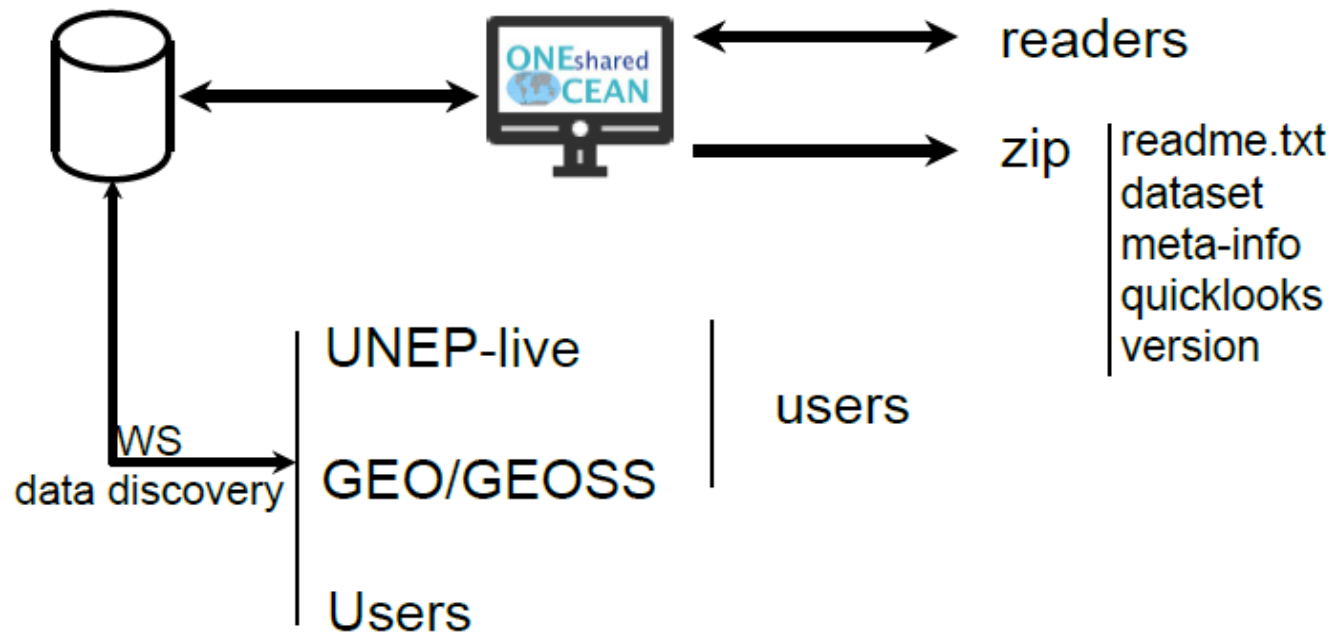 ONEshared
OCEAN
readers
zip
readme.txt
dataset
meta-info
quicklooks
version
UNEP-live
users
WS
data discovery
GEO/GEOSS
Users